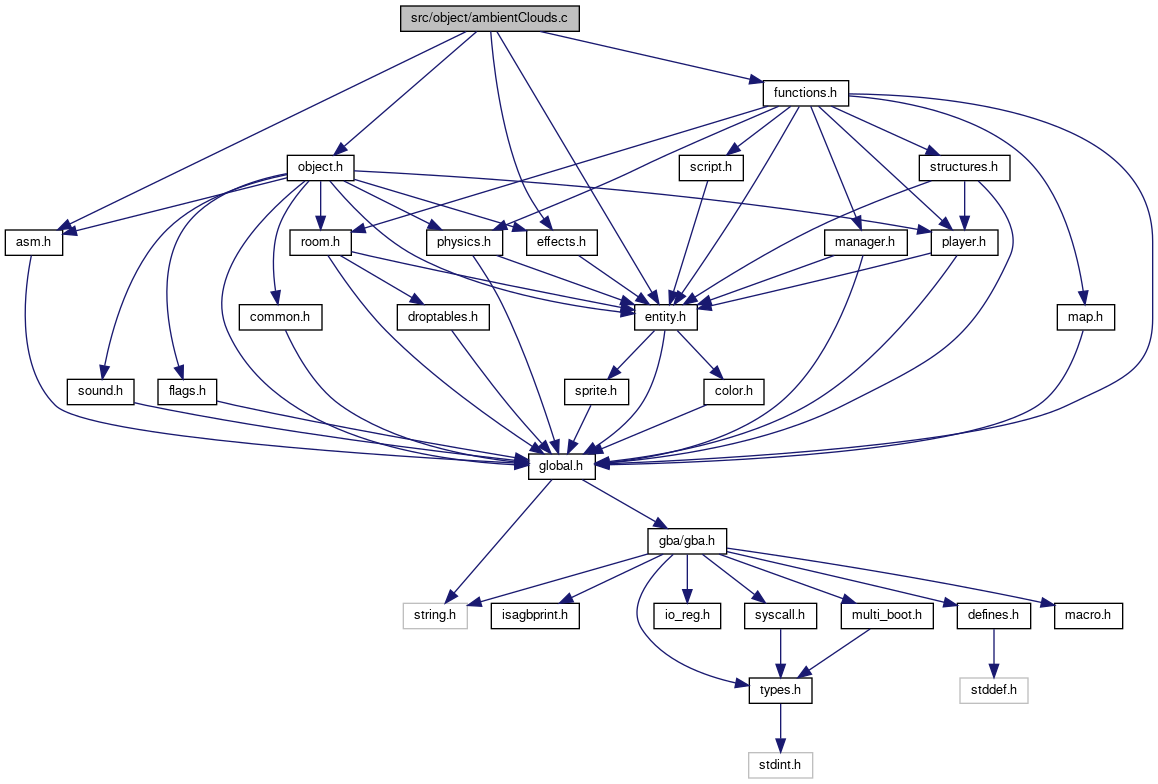 src/object/ambientClouds.c
functions.h
object.h
script.h
structures.h
asm.h
room.h
physics.h
effects.h
manager.h
player.h
common.h
droptables.h
entity.h
map.h
sound.h
flags.h
sprite.h
color.h
global.h
gba/gba.h
string.h
isagbprint.h
io_reg.h
syscall.h
multi_boot.h
defines.h
macro.h
types.h
stddef.h
stdint.h